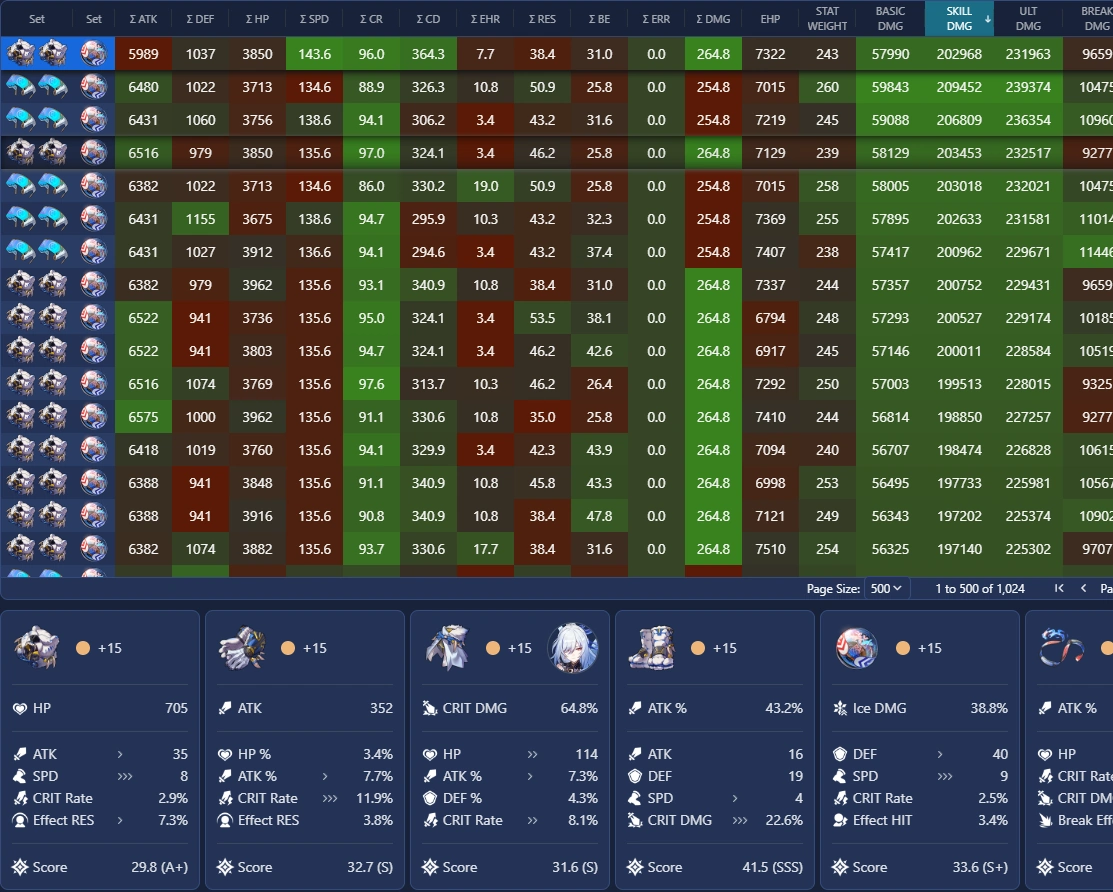 Set Set Σ ATK Σ DEF Σ HP Σ SPD Σ CR Σ CD Σ EHR Σ RES Σ BE Σ ERR Σ DMG EHP STAT WEIGHT BASIC DMG SKILL DMG ↓ ULT DMG BREAK DMG
5989 1037 3850 143.6 96.0 364.3 7.7 38.4 31.0 0.0 264.8 7322 243 57990 202968 231963 9659
6480 1022 3713 134.6 88.9 326.3 10.8 50.9 25.8 0.0 254.8 7015 260 59843 209452 239374 10475
6431 1060 3756 138.6 94.1 306.2 3.4 43.2 31.6 0.0 254.8 7219 245 59088 206809 236354 10960
6516 979 3850 135.6 97.0 324.1 3.4 46.2 25.8 0.0 264.8 7129 239 58129 203453 232517 9277
6382 1022 3713 134.6 86.0 330.2 19.0 50.9 25.8 0.0 254.8 7015 258 58005 203018 232021 10475
6431 1155 3675 138.6 94.7 295.9 10.3 43.2 32.3 0.0 254.8 7369 255 57895 202633 231581 11014
6431 1027 3912 136.6 94.1 294.6 3.4 43.2 37.4 0.0 254.8 7407 238 57417 200962 229671 11446
6382 979 3962 135.6 93.1 340.9 10.8 38.4 31.0 0.0 264.8 7337 244 57357 200752 229431 9659
6522 941 3736 135.6 95.0 324.1 3.4 53.5 38.1 0.0 264.8 6794 248 57293 200527 229174 10185
6522 941 3803 135.6 94.7 324.1 3.4 46.2 42.6 0.0 264.8 6917 245 57146 200011 228584 10519
6516 1074 3769 135.6 97.6 313.7 10.3 46.2 26.4 0.0 264.8 7292 250 57003 199513 228015 9325
6575 1000 3962 135.6 91.1 330.6 10.8 35.0 25.8 0.0 264.8 7410 244 56814 198850 227257 9277
6418 1019 3760 135.6 94.1 329.9 3.4 42.3 43.9 0.0 264.8 7094 240 56707 198474 226828 10615
6388 941 3848 135.6 91.1 340.9 10.8 45.8 43.3 0.0 264.8 6998 253 56495 197733 225981 10567
6388 941 3916 135.6 90.8 340.9 10.8 38.4 47.8 0.0 264.8 7121 249 56343 197202 225374 10902
6382 1074 3882 135.6 93.7 330.6 17.7 38.4 31.6 0.0 264.8 7510 254 56325 197140 225302 9707
Page Size: 500 1 to 500 of 1,024 Pa
+15
HP 705
ATK > 35
SPD >>> 8
CRIT Rate 2.9%
Effect RES > 7.3%
Score 29.8 (A+)
+15
ATK 352
HP % 3.4%
ATK % > 7.7%
CRIT Rate >>> 11.9%
Effect RES 3.8%
Score 32.7 (S)
+15
CRIT DMG 64.8%
HP >> 114
ATK % > 7.3%
DEF % 4.3%
CRIT Rate >> 8.1%
Score 31.6 (S)
+15
ATK % 43.2%
ATK 16
DEF 19
SPD > 4
CRIT DMG >>> 22.6%
Score 41.5 (SSS)
+15
Ice DMG 38.8%
DEF > 40
SPD >>> 9
CRIT Rate 2.5%
Effect HIT 3.4%
Score 33.6 (S+)
ATK %
HP
CRIT Rate
CRIT DM
Break Eff
Score